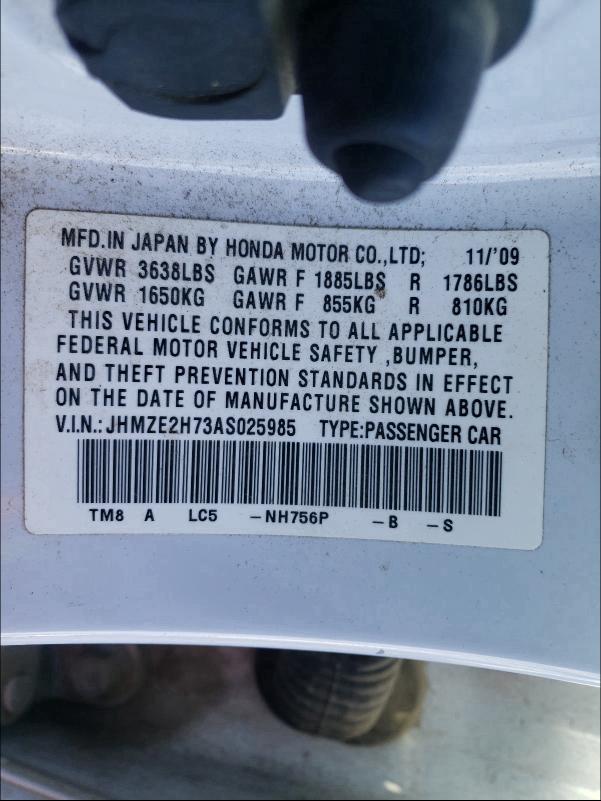 MFD.IN JAPAN BY HONDA MOTOR CO.,LTD; 11/'09
GVWR 3638LBS GAWR F 1885LBS R 1786LBS
GVWR 1650KG GAWR F 855KG R 810KG
THIS VEHICLE CONFORMS TO ALL APPLICABLE
FEDERAL MOTOR VEHICLE SAFETY ,BUMPER,
AND THEFT PREVENTION STANDARDS IN EFFECT
ON THE DATE OF MANUFACTURE SHOWN ABOVE.
V.I.N.:JHMZE2H73AS025985 TYPE:PASSENGER CAR
TM8 A LC5 -NH756P -B -S